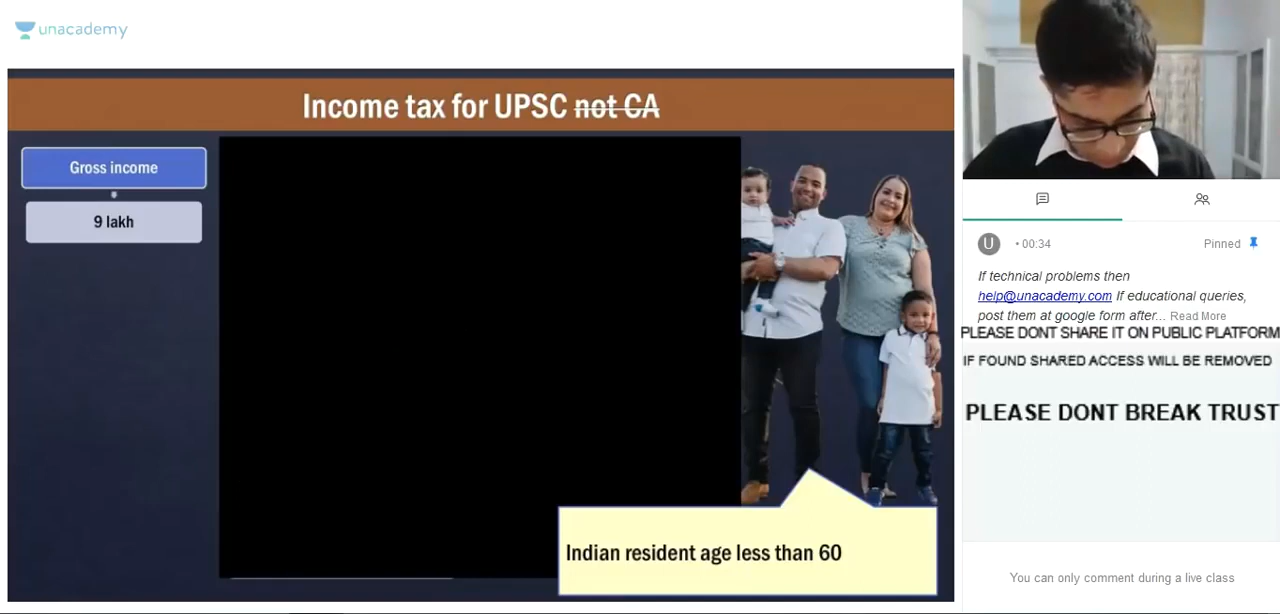 unacademy
Income tax for UPSC not CA
Gross income
9 lakh
Indian resident age less than 60
U
• 00:34
Pinned
If technical problems then
help@unacademy.com If educational queries,
post them at google form after... Read More
PLEASE DONT SHARE IT ON PUBLIC PLATFORM
IF FOUND SHARED ACCESS WILL BE REMOVED
PLEASE DONT BREAK TRUST
You can only comment during a live class